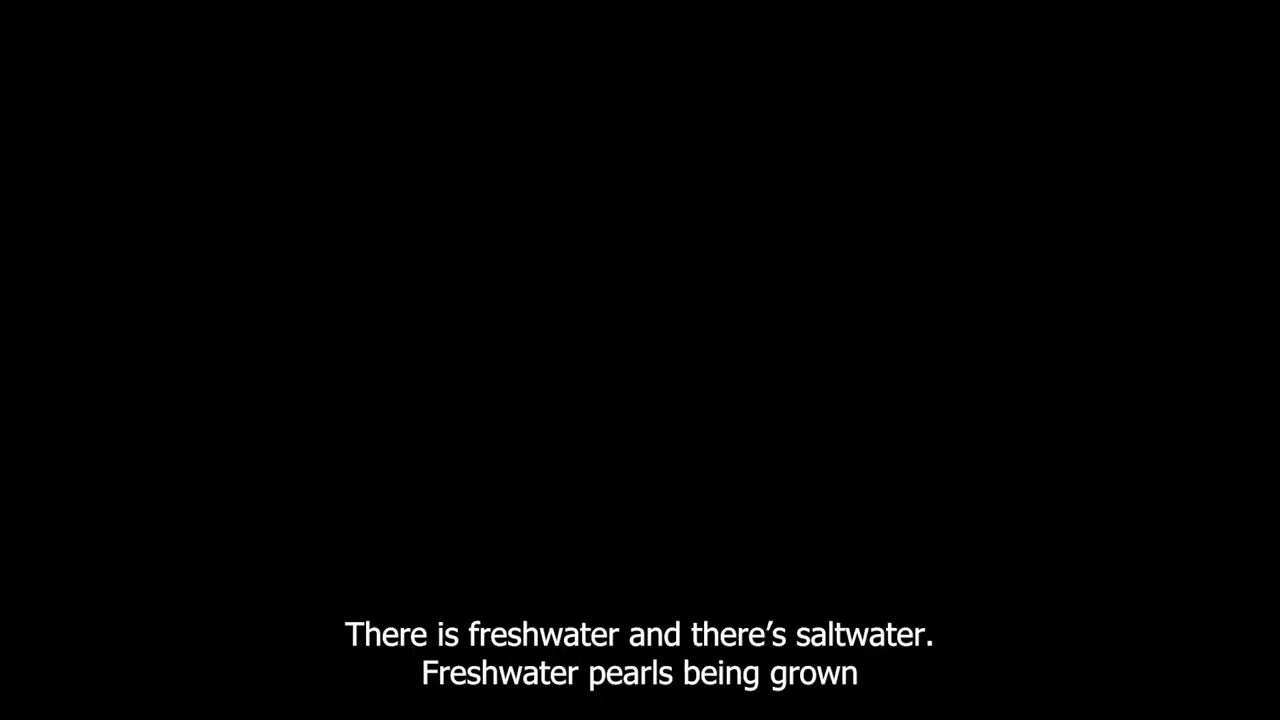 There is freshwater and there’s saltwater.
Freshwater pearls being grown